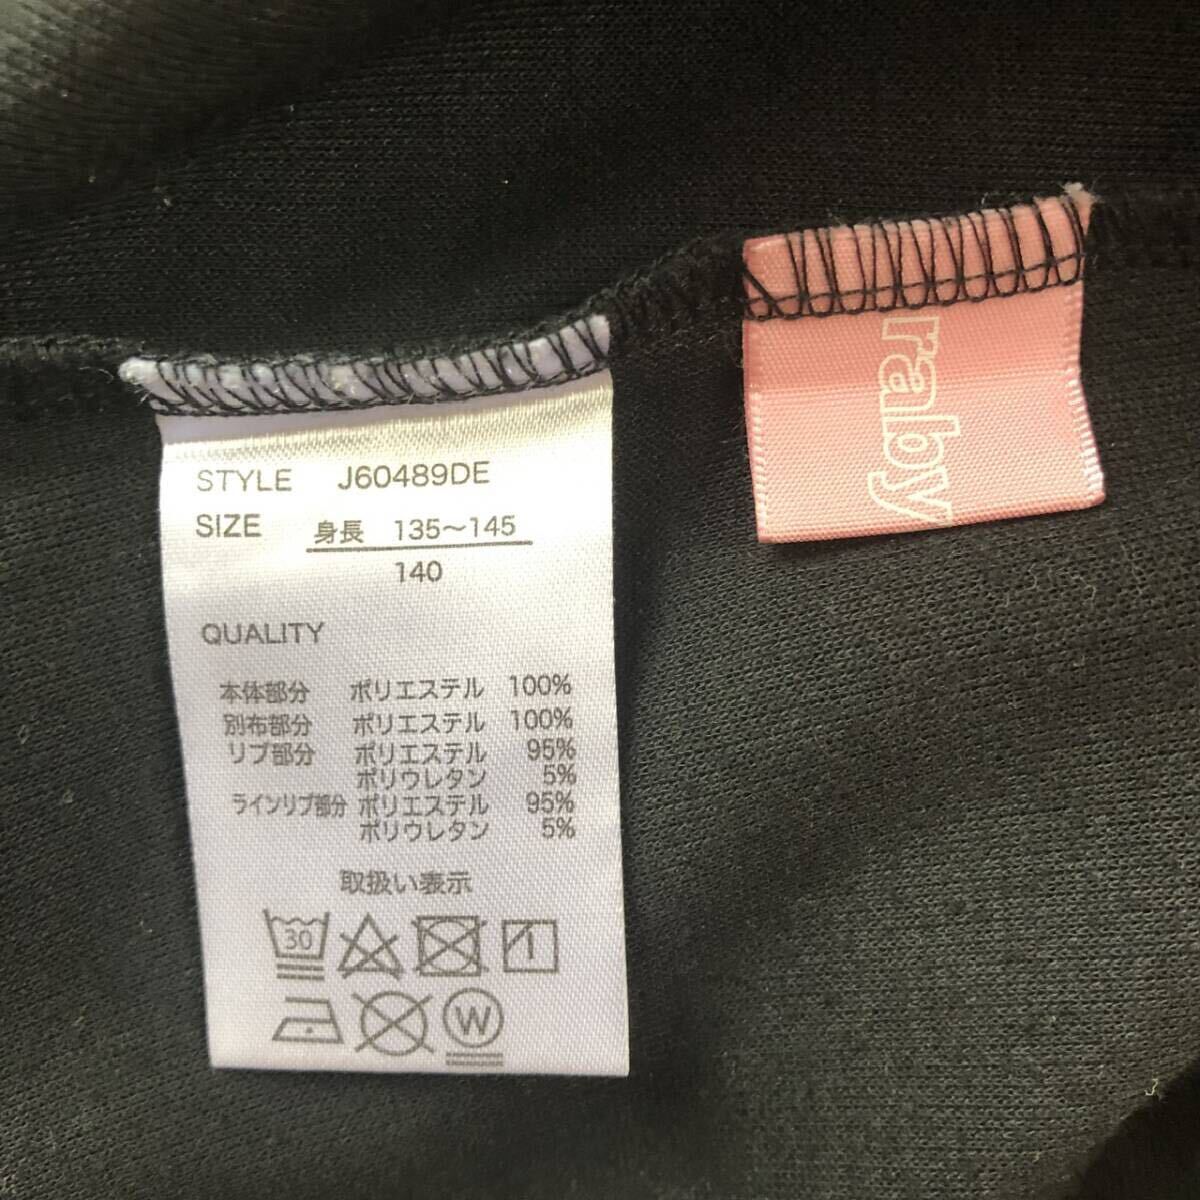 STYLE J60489DE
SIZE 身長 135～145
140
QUALITY
本体部分 ポリエステル 100%
別布部分 ポリエステル 100%
リブ部分 ポリエステル 95%
ポリウレタン 5%
ラインリブ部分 ポリエステル 95%
ポリウレタン 5%
取扱い表示
30
W
raby